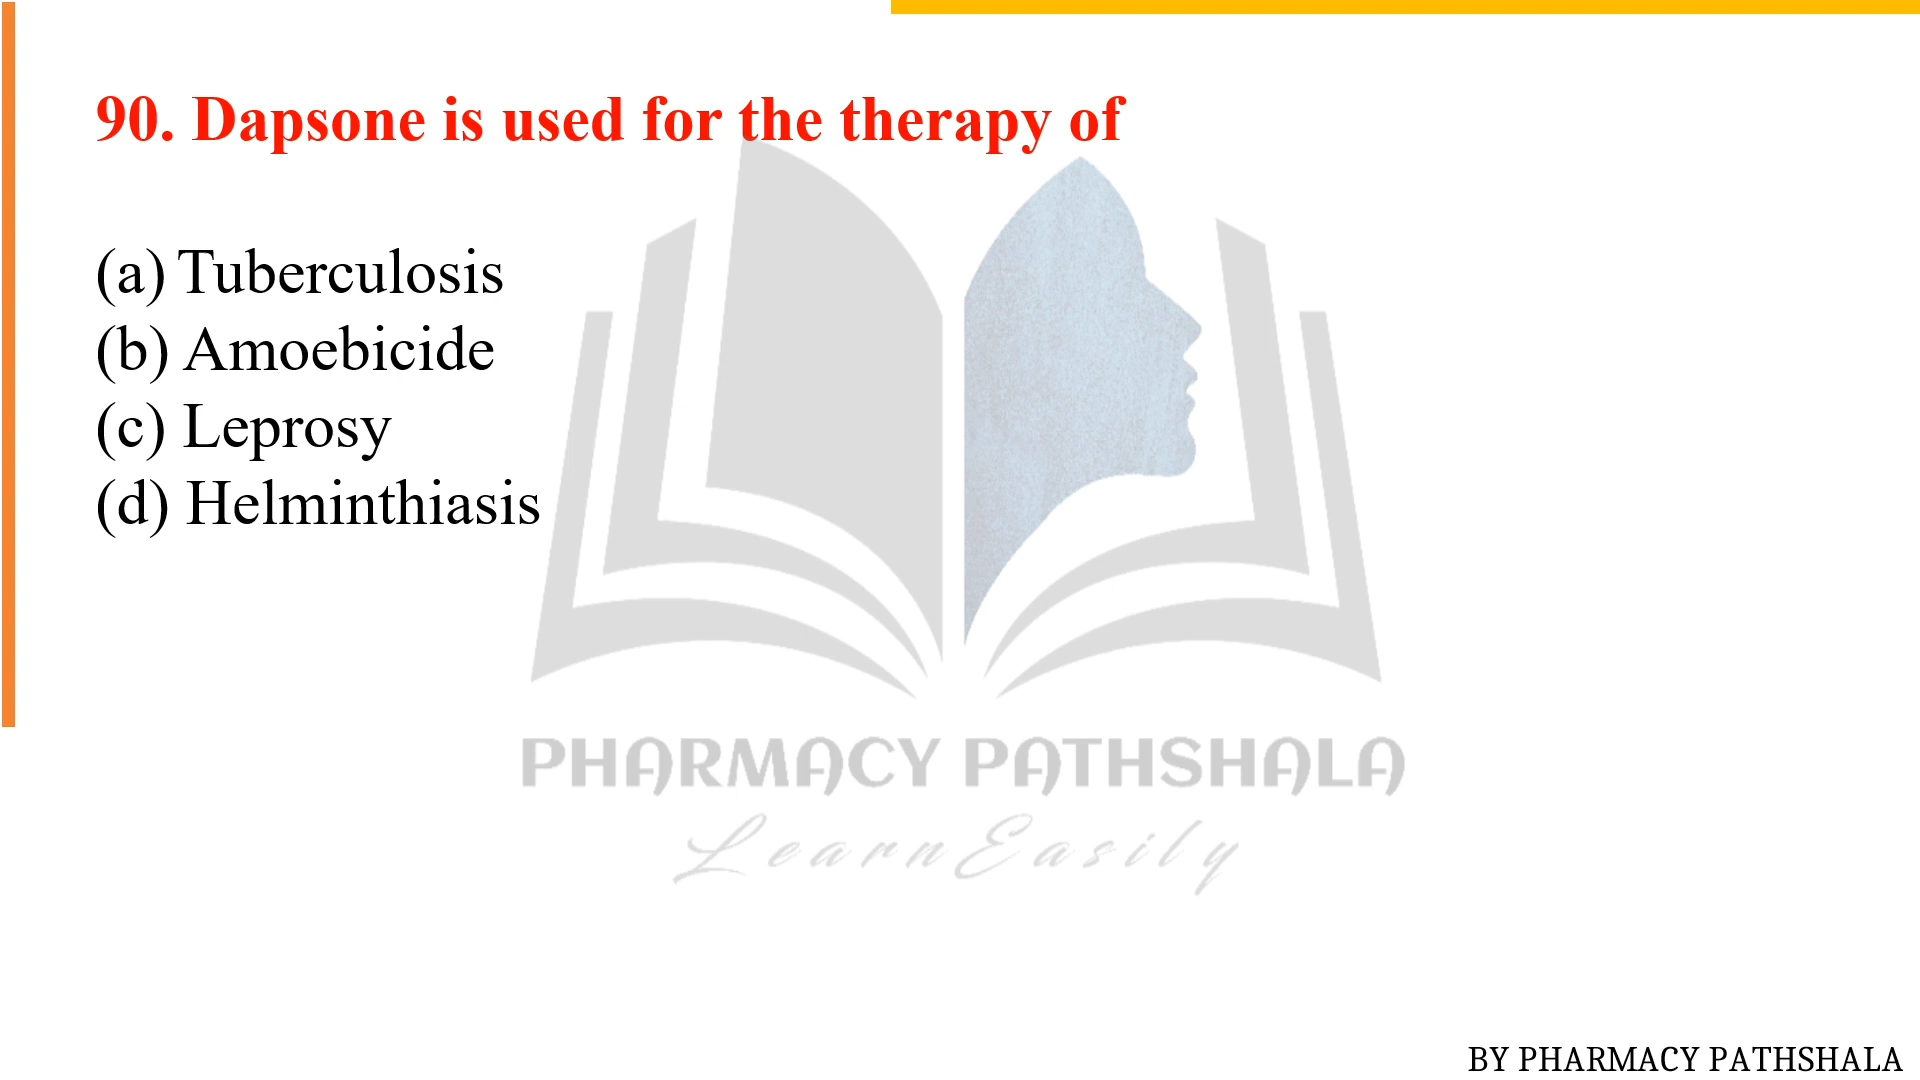 90. Dapsone is used for the therapy of
(a) Tuberculosis
(b) Amoebicide
(c) Leprosy
(d) Helminthiasis
PHARMACY PATHSHALA
Learn Easily
BY PHARMACY PATHSHALA